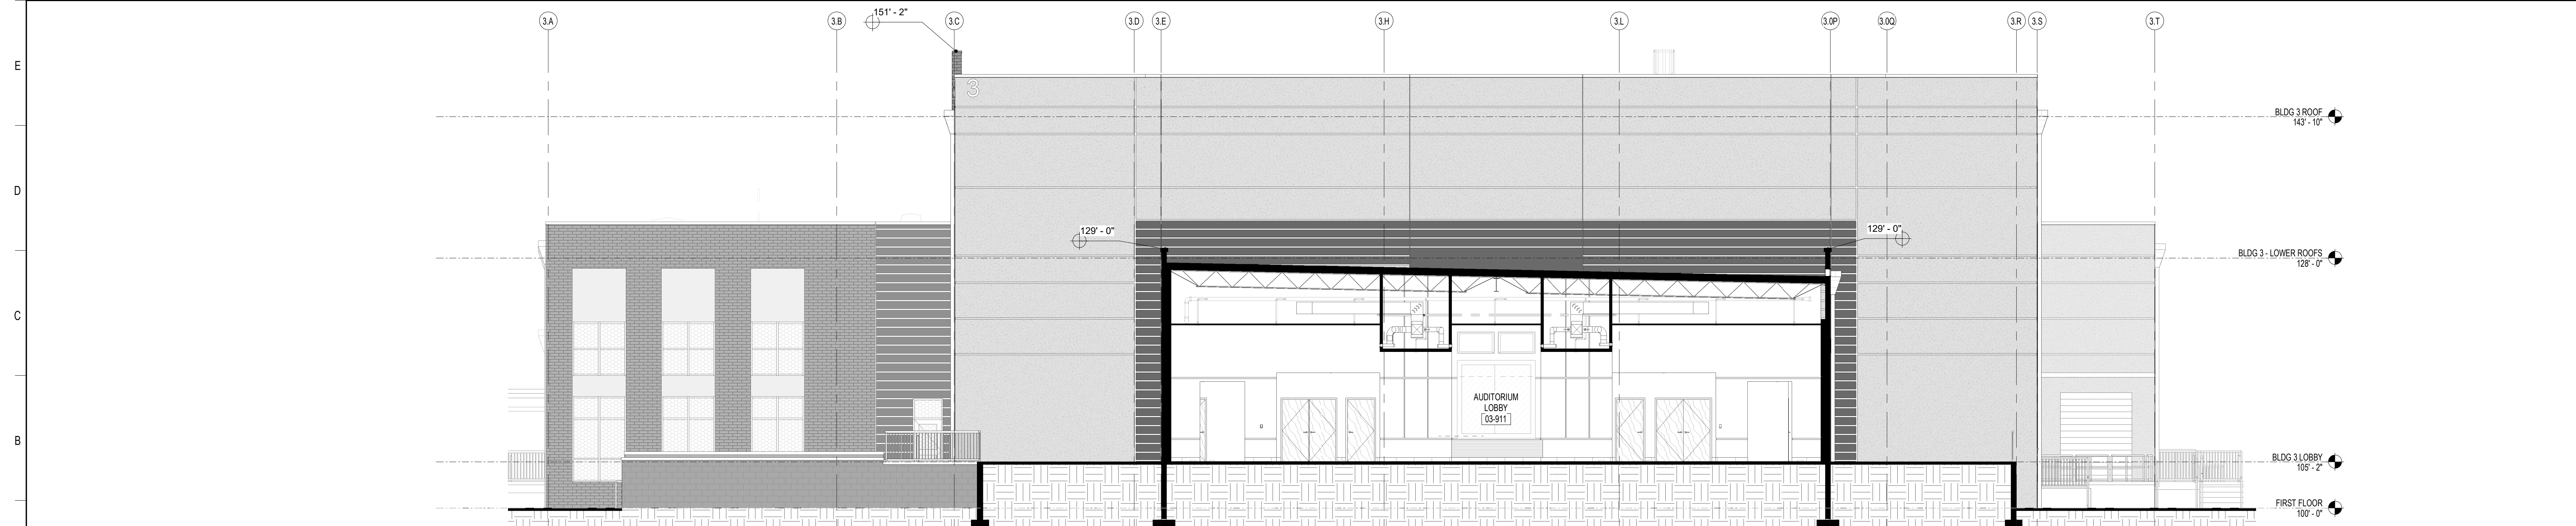 3.A
3.B
151' - 2"
3.C
3.D
3.E
3.H
3.L
3.0P
3.0Q
3.R
3.S
3.T
E
3
BLDG 3 ROOF
143' - 10"
D
129' - 0"
129' - 0"
BLDG 3 - LOWER ROOFS
128' - 0"
C
AUDITORIUM
LOBBY
03-911
B
BLDG 3 LOBBY
105' - 2"
FIRST FLOOR
100' - 0"